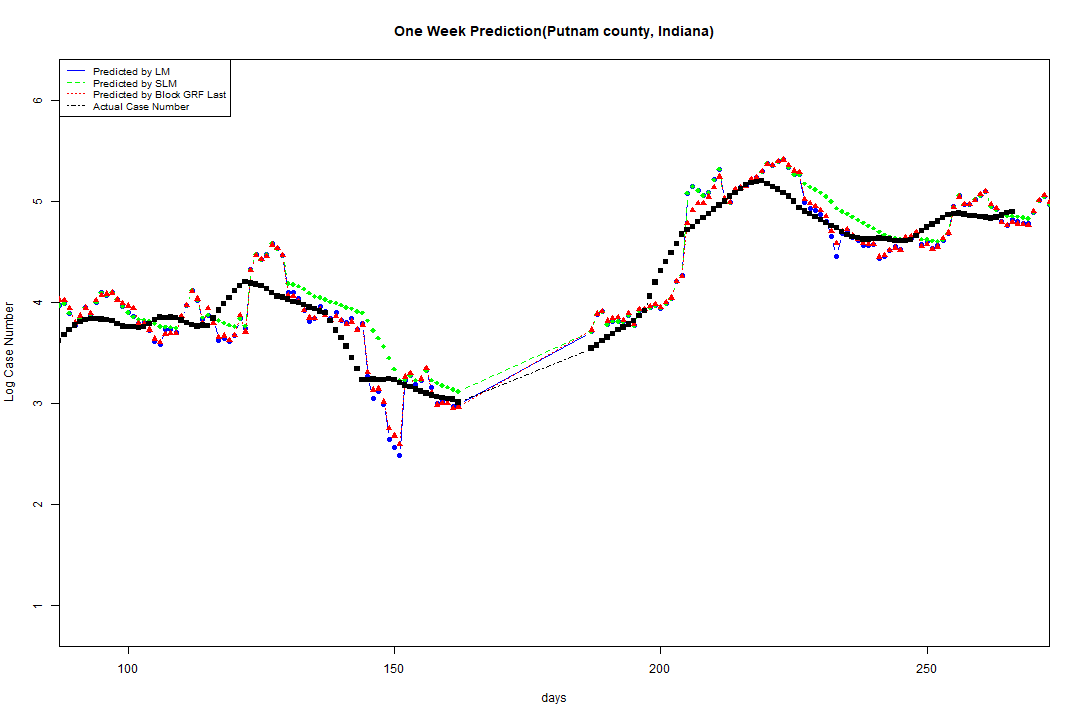 One Week Prediction(Putnam county, Indiana)
Predicted by LM
Predicted by SLM
Predicted by Block GRF Last
Actual Case Number
6
5
4
3
2
1
Log Case Number
100
150
200
250
days